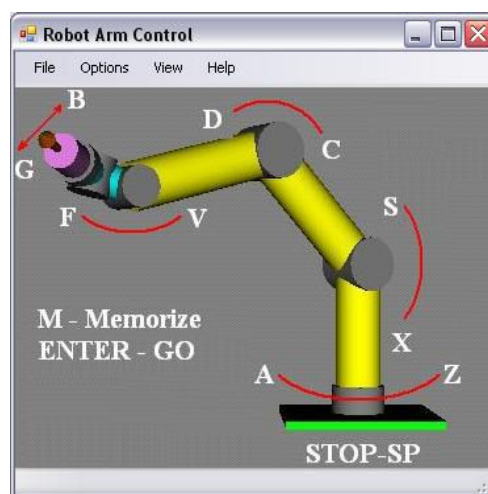 Robot Arm Control
File Options View Help
B
D
G
C
F
V
S
M - Memorize
ENTER - GO
X
A
Z
STOP-SP